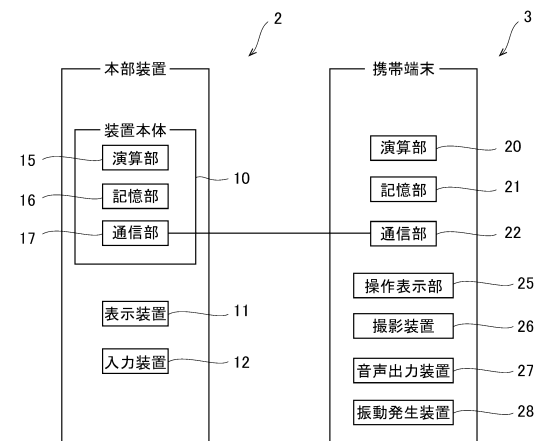 2
3
本部装置
携帯端末
装置本体
15
演算部
10
16
記憶部
17
通信部
演算部
20
記憶部
21
通信部
22
表示装置
11
入力装置
12
操作表示部
25
撮影装置
26
音声出力装置
27
振動発生装置
28